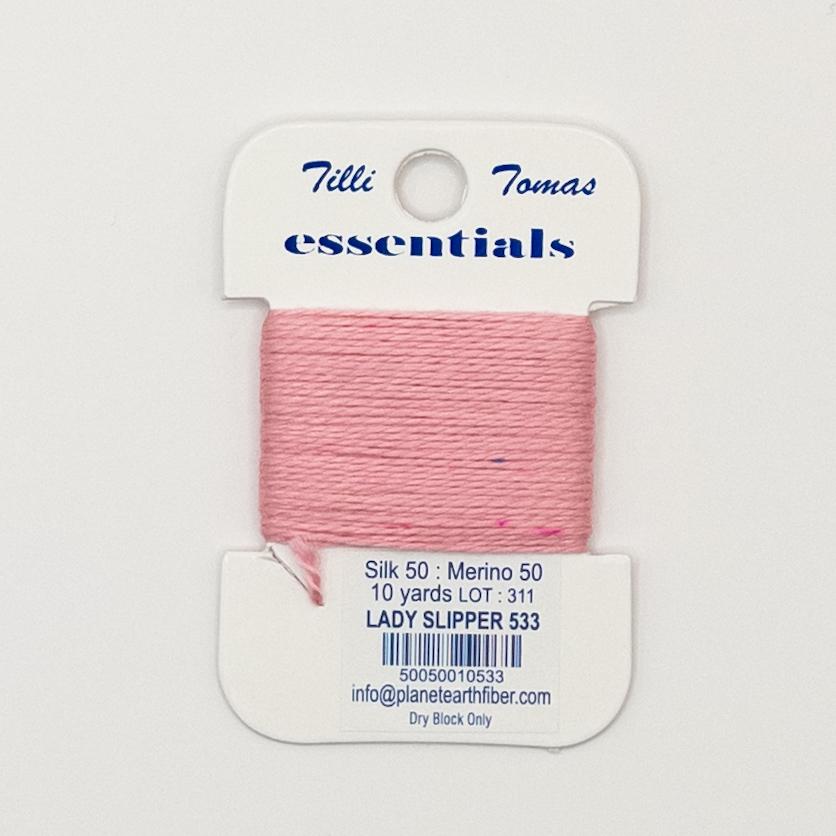 Tilli Tomas
essentials
Silk 50 : Merino 50
10 yards LOT : 311
LADY SLIPPER 533
50050010533
info@planetearthfiber.com
Dry Block Only